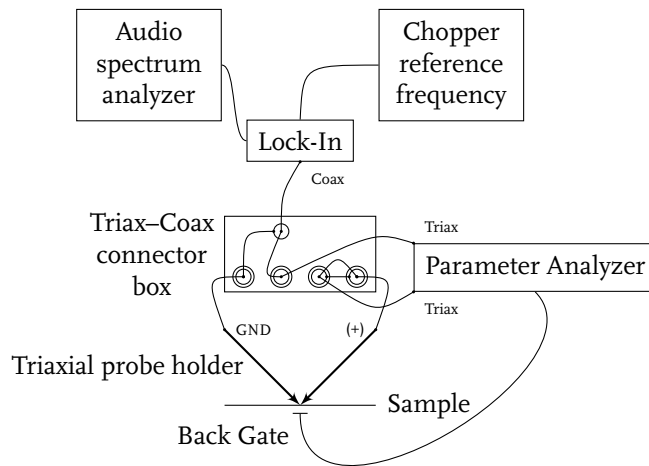 Audio
spectrum
analyzer
Chopper
reference
frequency
Lock-In
Coax
Triax–Coax
connector
box
Triax
Parameter Analyzer
Triax
GND
(+)
Triaxial probe holder
Sample
Back Gate